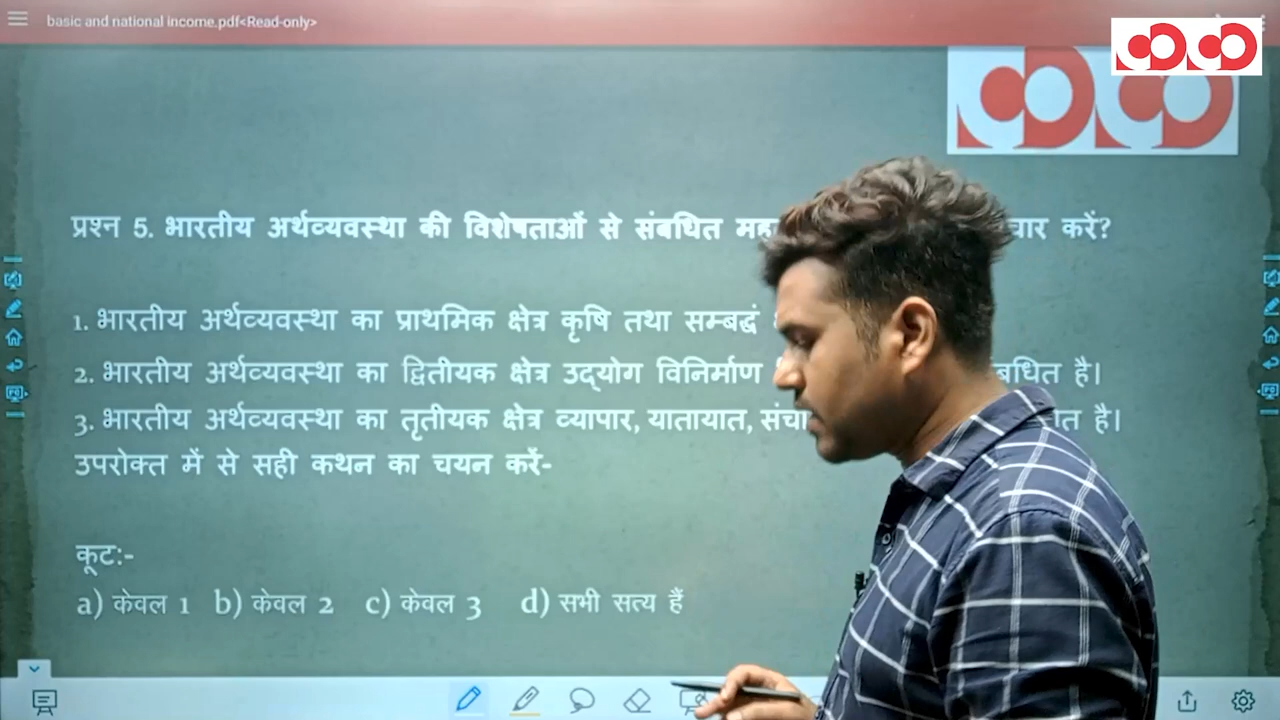 basic and national income.pdf<Read-only>
प्रश्न 5. भारतीय अर्थव्यवस्था की विशेषताओं से संबधित करें?
1. भारतीय अर्थव्यवस्था का प्राथमिक क्षेत्र कृषि तथा सम्बद्धं
2. भारतीय अर्थव्यवस्था का द्वितीयक क्षेत्र उद्योग विनिर्माण है।
3. भारतीय अर्थव्यवस्था का तृतीयक क्षेत्र व्यापार, यातायात, है।
उपरोक्त में से सही कथन का चयन करें-
कूटः-
a) केवल 1 b) केवल 2 c) केवल 3 d) सभी सत्य हैं